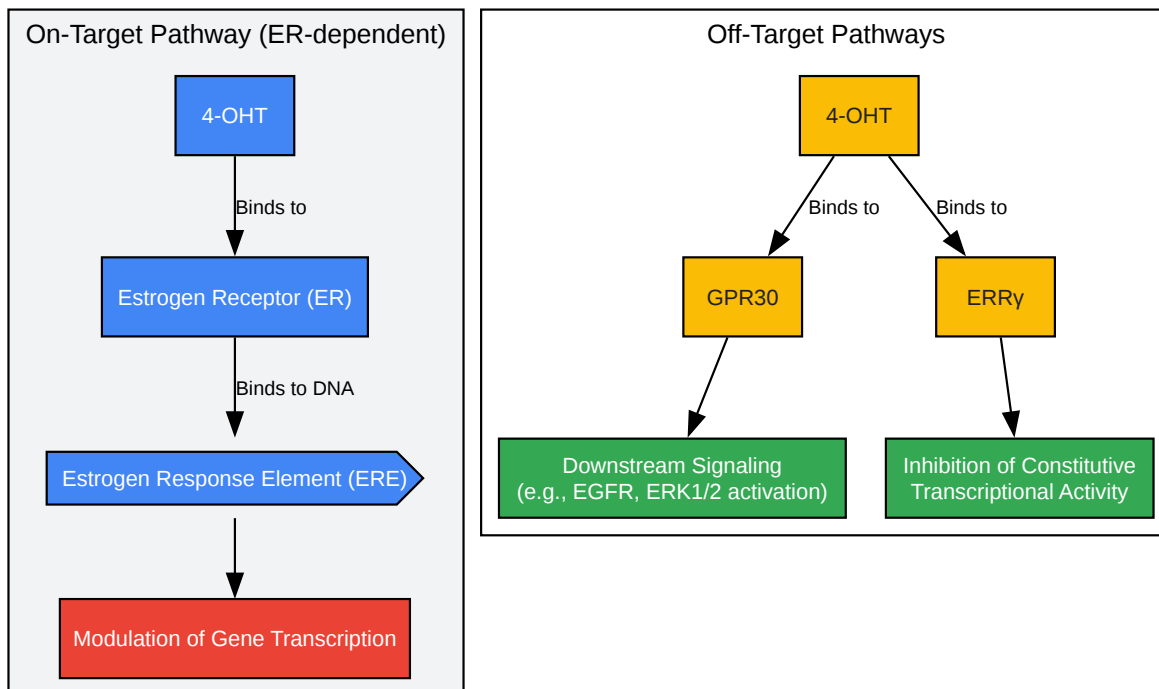 On-Target Pathway (ER-dependent)
4-OHT
Binds to
Estrogen Receptor (ER)
Binds to DNA
Estrogen Response Element (ERE)
Modulation of Gene Transcription
Off-Target Pathways
4-OHT
Binds to
Binds to
GPR30
ERRγ
Downstream Signaling
(e.g., EGFR, ERK1/2 activation)
Inhibition of Constitutive
Transcriptional Activity